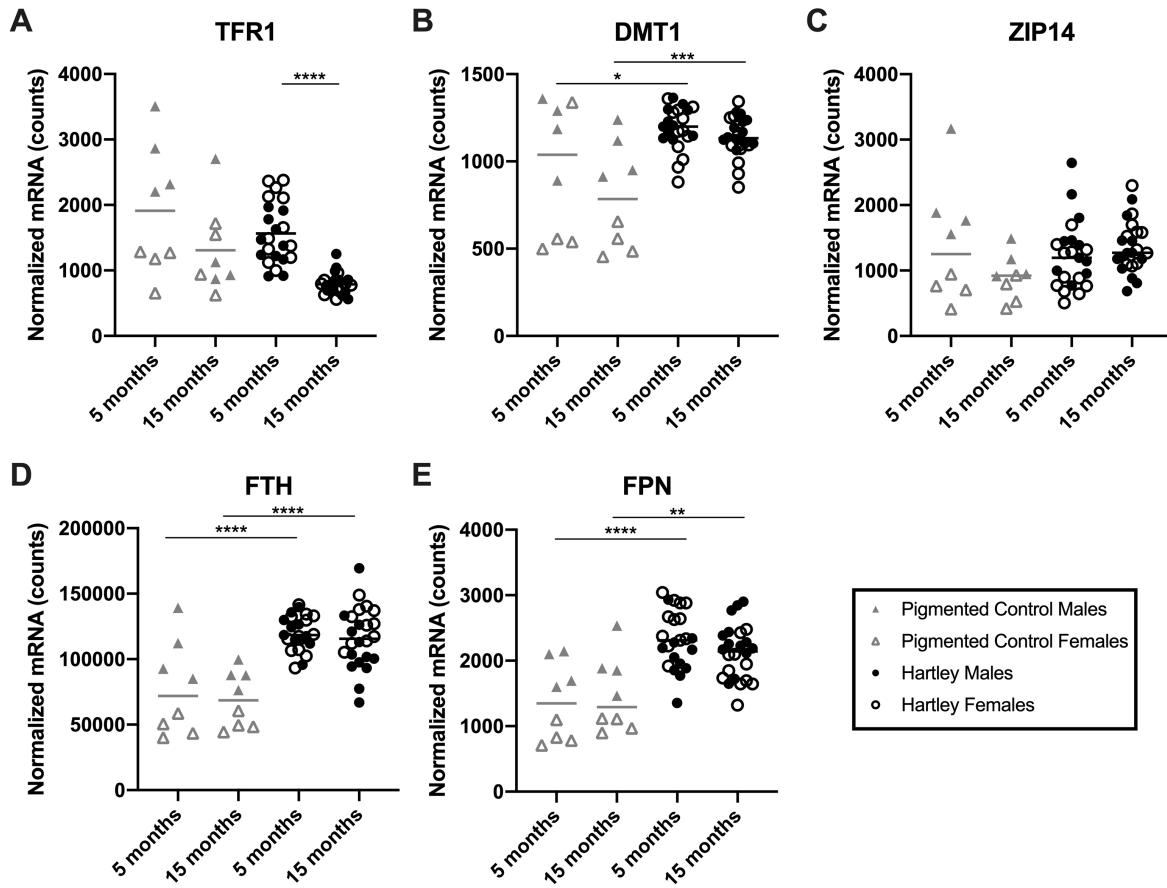 A
TFR1
Normalized mRNA (counts)
4000
3000
2000
1000
0
****
5 months
15 months
5 months
15 months
B
DMT1
Normalized mRNA (counts)
1500
1000
500
0
***
*
5 months
15 months
5 months
15 months
C
ZIP14
Normalized mRNA (counts)
4000
3000
2000
1000
0
5 months
15 months
5 months
15 months
D
FTH
Normalized mRNA (counts)
200000
150000
100000
50000
0
****
****
5 months
15 months
5 months
15 months
E
FPN
Normalized mRNA (counts)
4000
3000
2000
1000
0
**
****
5 months
15 months
5 months
15 months
Pigmented Control Males
Pigmented Control Females
Hartley Males
Hartley Females